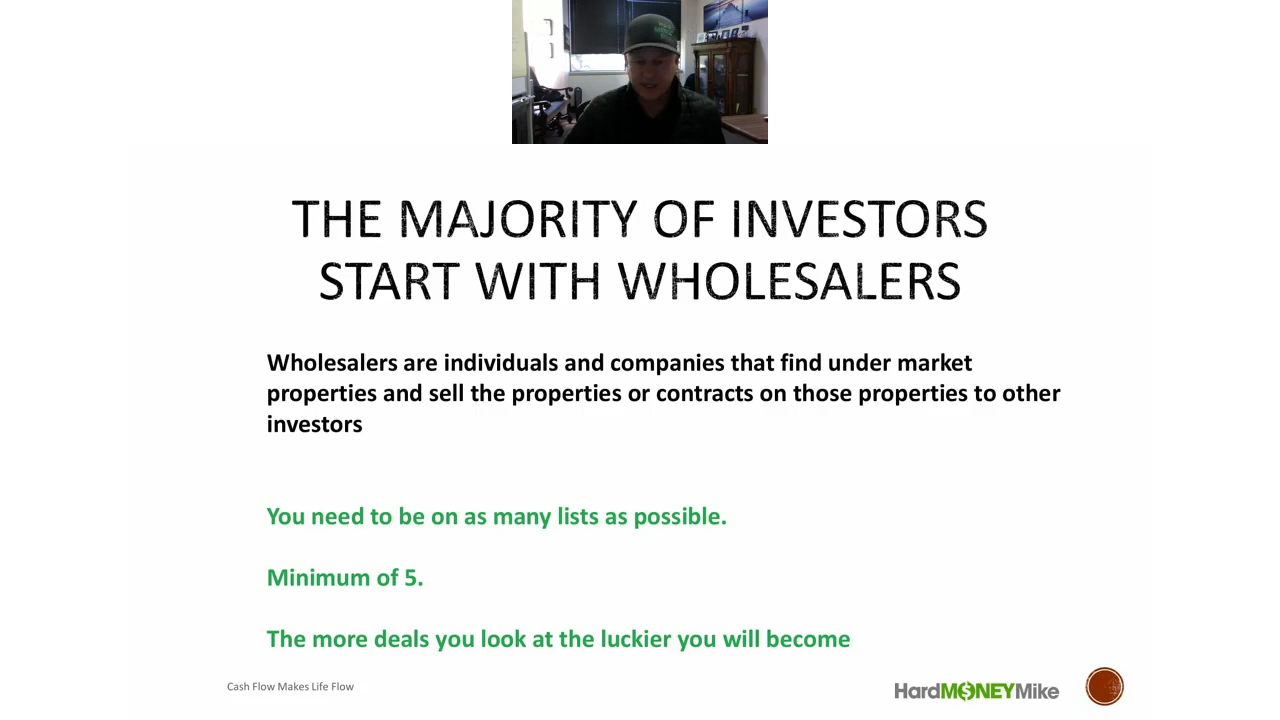 THE MAJORITY OF INVESTORS
START WITH WHOLESALERS
Wholesalers are individuals and companies that find under market
properties and sell the properties or contracts on those properties to other
investors
You need to be on as many lists as possible.
Minimum of 5.
The more deals you look at the luckier you will become
Cash Flow Makes Life Flow
HardM$NEYMike